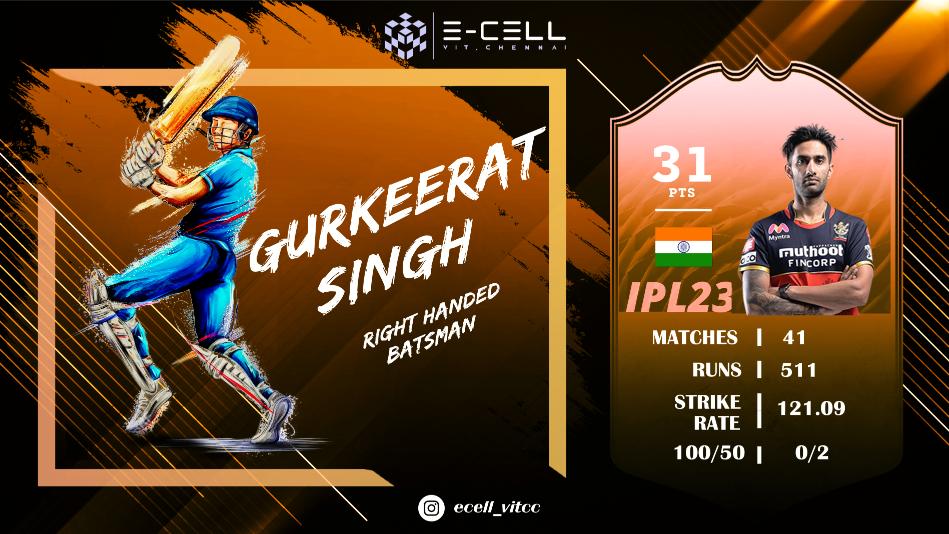 E-CELL
VIT, CHENNAI
GURKEERAT
SINGH
RIGHT HANDED
BATSMAN
31
PTS
Myntra
muthoot
FINCORP
IPL23
MATCHES | 41
RUNS | 511
STRIKE
RATE | 121.09
100/50 | 0/2
ecell_vitcc